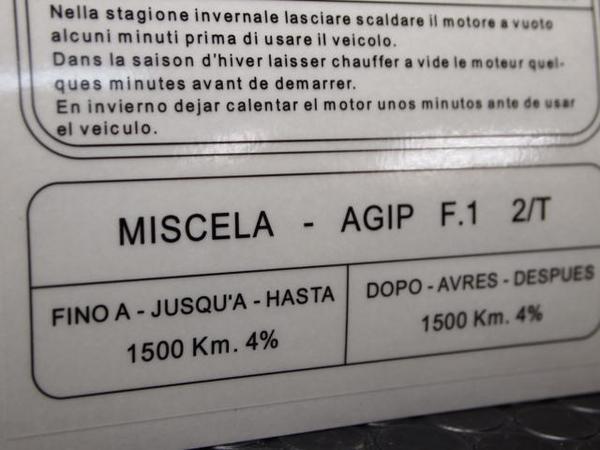 Nella stagione invernale lasciare scaldare il motore a vuoto
alcuni minuti prima di usare il veicolo.
Dans la saison d'hiver laisser chauffer a vide le moteur quel-
ques minutes avant de demarrer.
En invierno dejar calentar el motor unos minutos ante de usar
el veiculo.
MISCELA - AGIP F.1 2/T
FINO A - JUSQU'A - HASTA
1500 Km. 4%
DOPO - AVRES - DESPUES
1500 Km. 4%